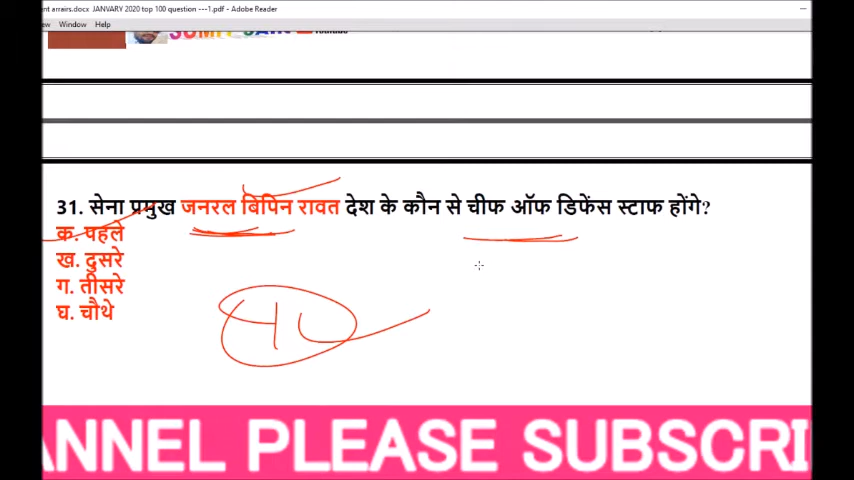 ent arrairs.docx JANVARY 2020 top 100 question ---1.pdf - Adobe Reader
ew Window Help
31. सेना प्रमुख जनरल बिपिन रावत देश के कौन से चीफ ऑफ डिफेंस स्टाफ होंगे?
क. पहले
ख. दुसरे
ग. तीसरे
घ. चौथे
ANNEL PLEASE SUBSCRI